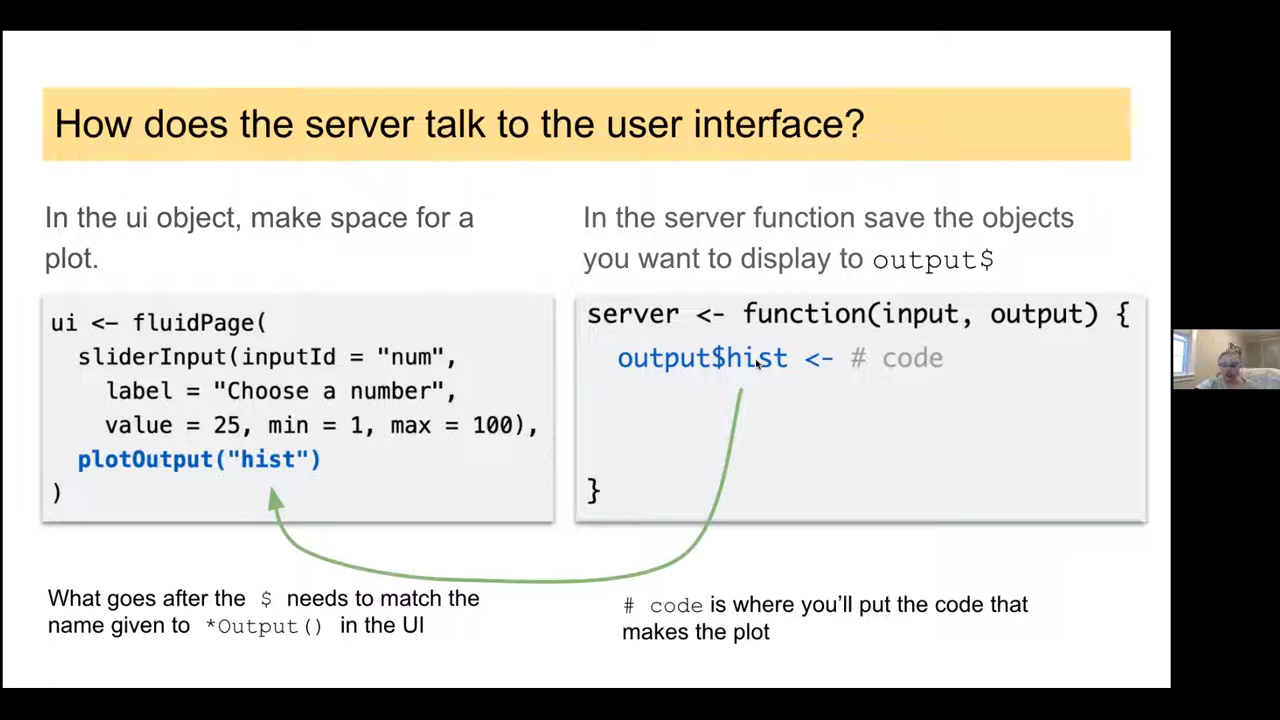 How does the server talk to the user interface?
In the ui object, make space for a
plot.
ui <- fluidPage(
sliderInput(inputId = "num",
label = "Choose a number",
value = 25, min = 1, max = 100),
plotOutput("hist")
)
What goes after the $ needs to match the
name given to *Output() in the UI
In the server function save the objects
you want to display to output$
server <- function(input, output) {
output$hist <- # code
}
# code is where you’ll put the code that
makes the plot